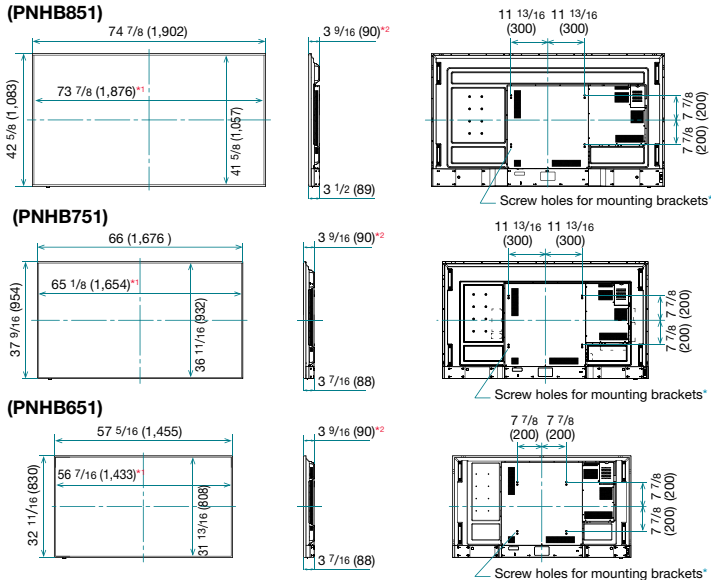 (PNHB851)
74 7/8 (1,902)
3 9/16 (90)*2
11 13/16 11 13/16
(300) (300)
73 7/8 (1,876)*1
42 5/8 (1,083)
41 5/8 (1,057)
7 7/8
(200)
7 7/8
(200)
3 1/2 (89)
Screw holes for mounting brackets*
(PNHB751)
66 (1,676 )
3 9/16 (90)*2
11 13/16 11 13/16
(300) (300)
65 1/8 (1,654)*1
37 9/16 (954)
36 11/16 (932)
7 7/8
(200)
7 7/8
(200)
3 7/16 (88)
Screw holes for mounting brackets*
(PNHB651)
57 5/16 (1,455)
3 9/16 (90)*2
7 7/8 7 7/8
(200) (200)
56 7/16 (1,433)*1
32 11/16 (830)
31 13/16 (808)
7 7/8
(200)
7 7/8
(200)
3 7/16 (88)
Screw holes for mounting brackets*